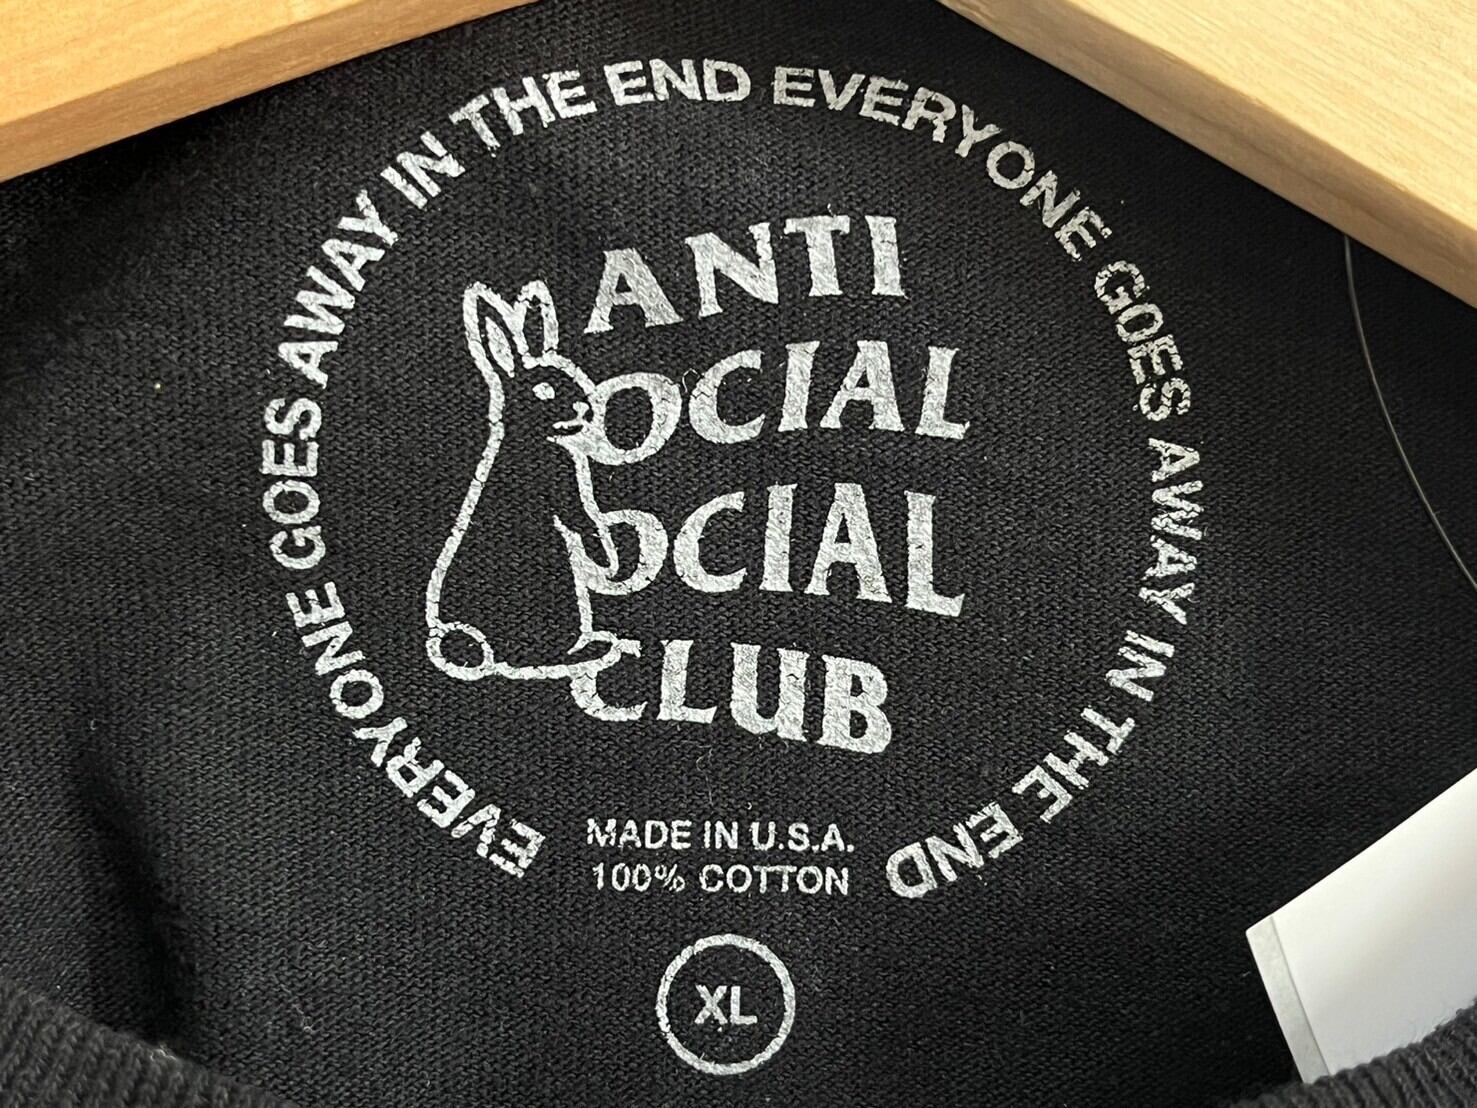 EVERYONE GOES AWAY IN THE END EVERYONE GOES AWAY IN THE END
ANTI
OCIAL
OCIAL
CLUB
MADE IN U.S.A.
100% COTTON
XL